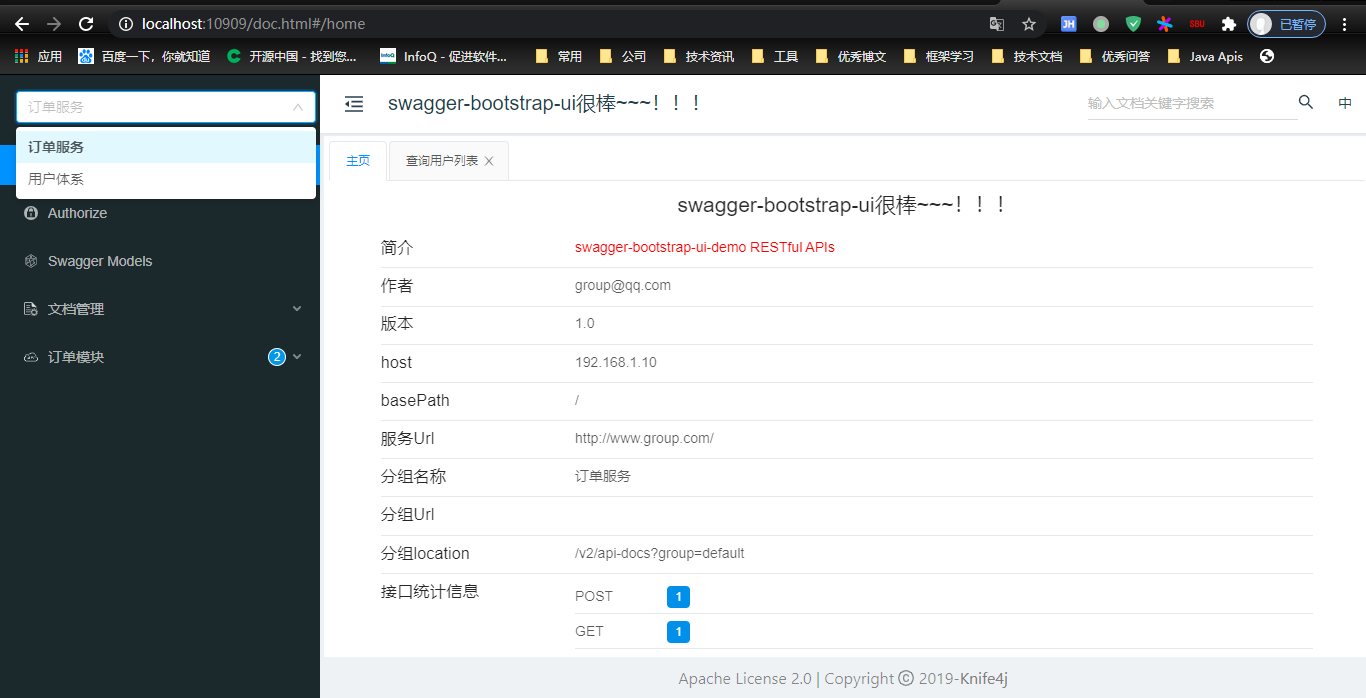 localhost:10909/doc.html#/home
JH
SBU
已暂停
应用
百度一下，你就知道
开源中国 - 找到您...
InfoQ
InfoQ - 促进软件...
常用
公司
技术资讯
工具
优秀博文
框架学习
技术文档
优秀问答
Java Apis
订单服务
swagger-bootstrap-ui很棒~~~！！！
输入文档关键字搜索
中
订单服务
用户体系
主页
查询用户列表
Authorize
Swagger Models
文档管理
订单模块 2
swagger-bootstrap-ui很棒~~~！！！
简介 swagger-bootstrap-ui-demo RESTful APIs
作者 group@qq.com
版本 1.0
host 192.168.1.10
basePath /
服务Url http://www.group.com/
分组名称 订单服务
分组Url
分组location /v2/api-docs?group=default
接口统计信息 POST 1
GET 1
Apache License 2.0 | Copyright © 2019-Knife4j